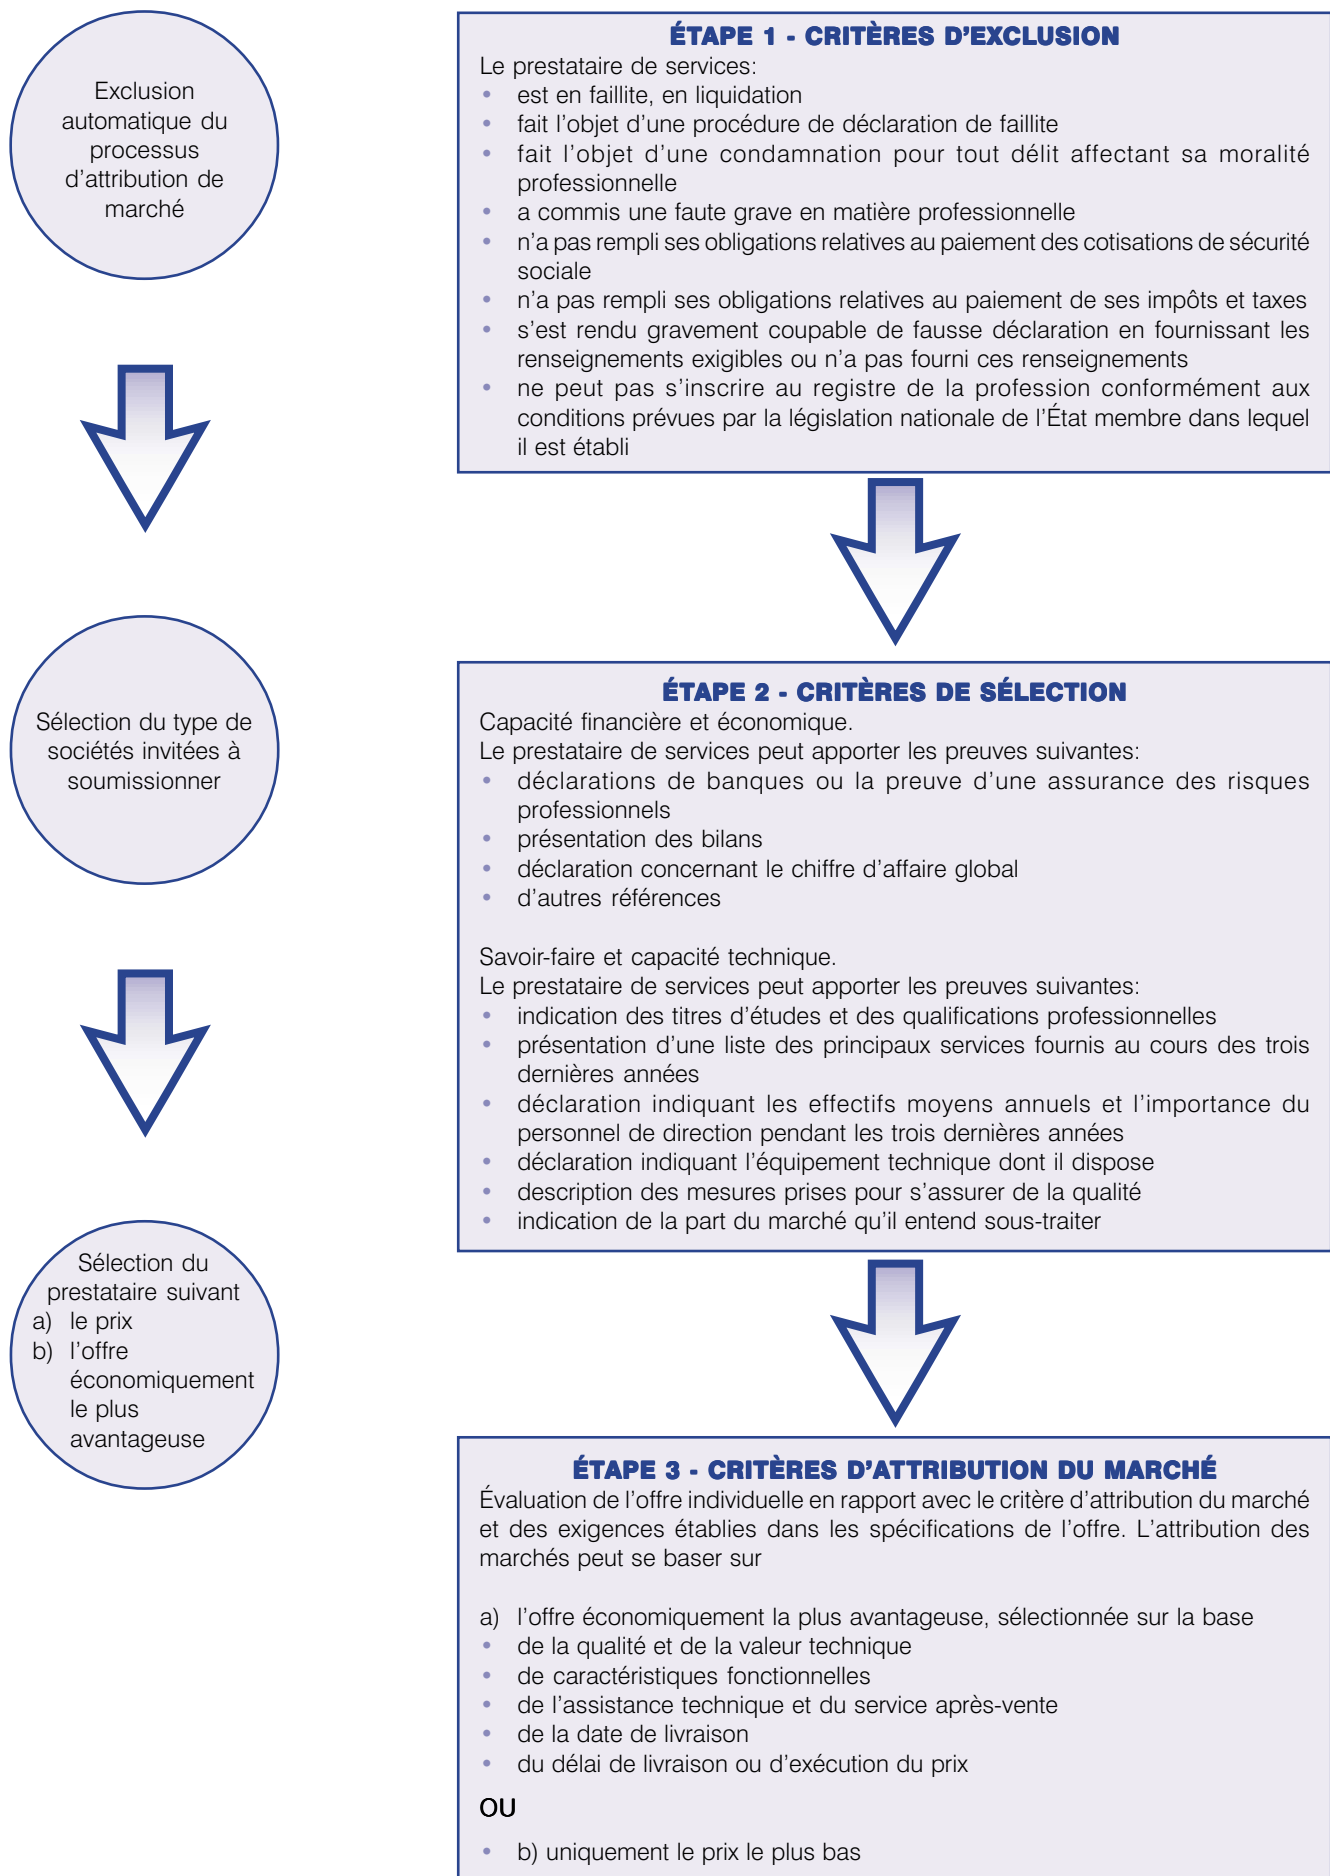 Exclusion
automatique du
processus
d'attribution de
marché
ÉTAPE 1 - CRITÈRES D'EXCLUSION
Le prestataire de services:
• est en faillite, en liquidation
• fait l'objet d'une procédure de déclaration de faillite
• fait l'objet d'une condamnation pour tout délit affectant sa moralité
professionnelle
• a commis une faute grave en matière professionnelle
• n'a pas rempli ses obligations relatives au paiement des cotisations de sécurité
sociale
• n'a pas rempli ses obligations relatives au paiement de ses impôts et taxes
• s'est rendu gravement coupable de fausse déclaration en fournissant les
renseignements exigibles ou n'a pas fourni ces renseignements
• ne peut pas s'inscrire au registre de la profession conformément aux
conditions prévues par la législation nationale de l'État membre dans lequel
il est établi
Sélection du type de
sociétés invitées à
soumissionner
ÉTAPE 2 - CRITÈRES DE SÉLECTION
Capacité financière et économique.
Le prestataire de services peut apporter les preuves suivantes:
• déclarations de banques ou la preuve d'une assurance des risques
professionnels
• présentation des bilans
• déclaration concernant le chiffre d'affaire global
• d'autres références
Savoir-faire et capacité technique.
Le prestataire de services peut apporter les preuves suivantes:
• indication des titres d'études et des qualifications professionnelles
• présentation d'une liste des principaux services fournis au cours des trois
dernières années
• déclaration indiquant les effectifs moyens annuels et l'importance du
personnel de direction pendant les trois dernières années
• déclaration indiquant l'équipement technique dont il dispose
• description des mesures prises pour s'assurer de la qualité
• indication de la part du marché qu'il entend sous-traiter
Sélection du
prestataire suivant
a) le prix
b) l'offre
économiquement
le plus
avantageuse
ÉTAPE 3 - CRITÈRES D'ATTRIBUTION DU MARCHÉ
Évaluation de l'offre individuelle en rapport avec le critère d'attribution du marché
et des exigences établies dans les spécifications de l'offre. L'attribution des
marchés peut se baser sur
a) l'offre économiquement la plus avantageuse, sélectionnée sur la base
• de la qualité et de la valeur technique
• de caractéristiques fonctionnelles
• de l'assistance technique et du service après-vente
• de la date de livraison
• du délai de livraison ou d'exécution du prix
OU
• b) uniquement le prix le plus bas